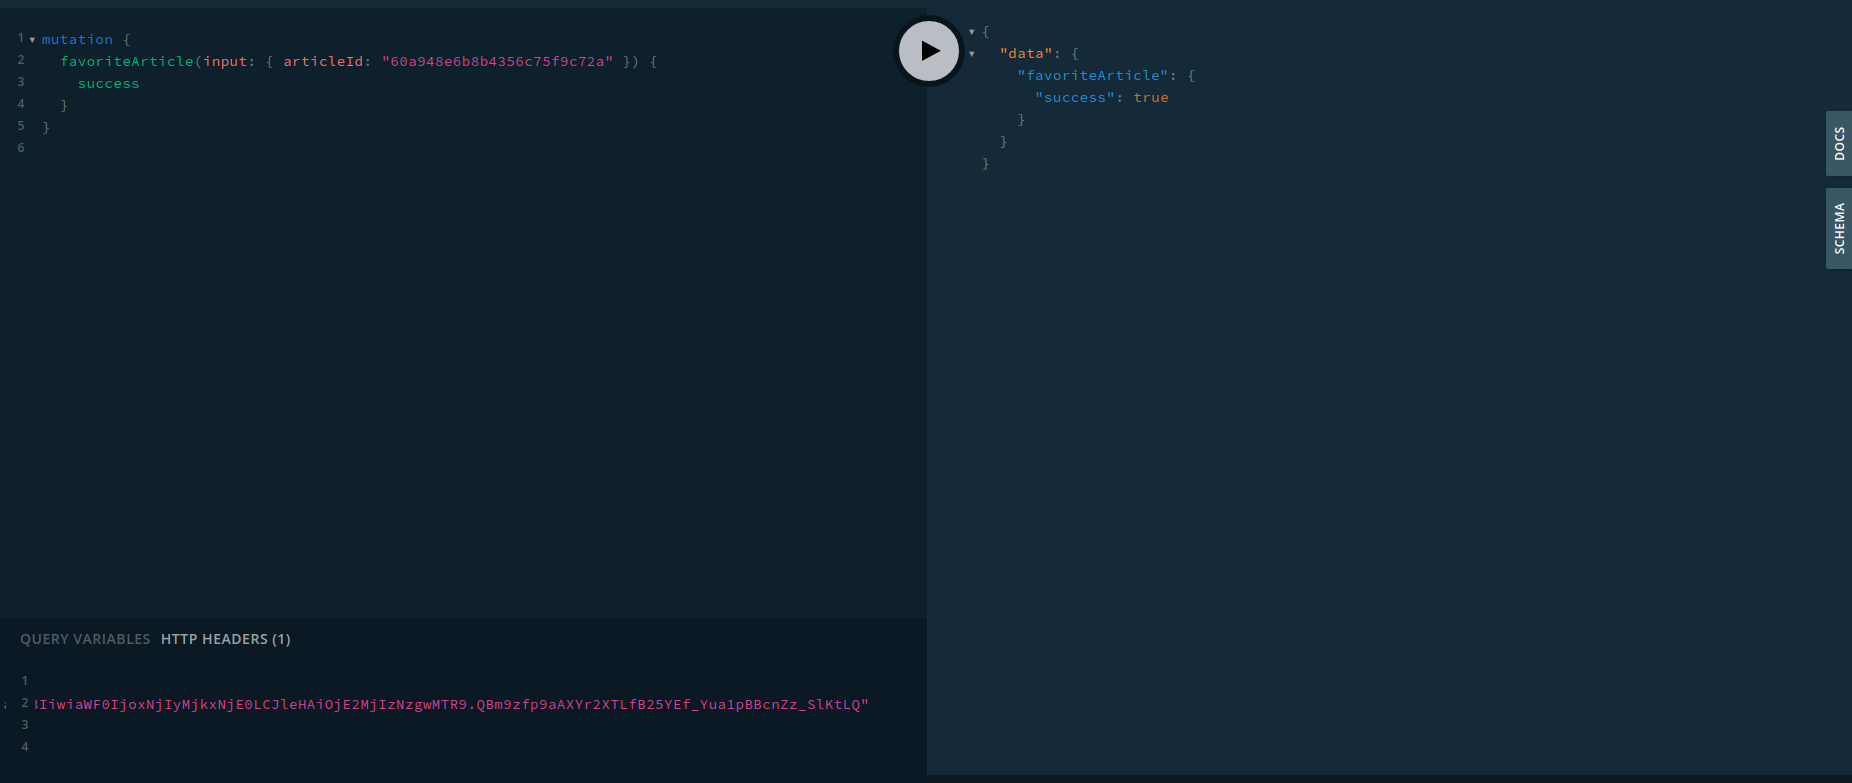 1 mutation {
2 favoriteArticle(input: { articleId: "60a948e6b8b4356c75f9c72a" }) {
3 success
4 }
5 }
6
{
"data": {
"favoriteArticle": {
"success": true
}
}
}
DOCS
SCHEMA
QUERY VARIABLES HTTP HEADERS (1)
1
2 IiwiaWF0IjoxNjIyMjkxNjE0LCJleHAiOjE2MjIzNzgwMTR9.QBm9zfp9aAXYr2XTLfB25YEf_Yua1pBBcnZz_SlKtLQ"
3
4